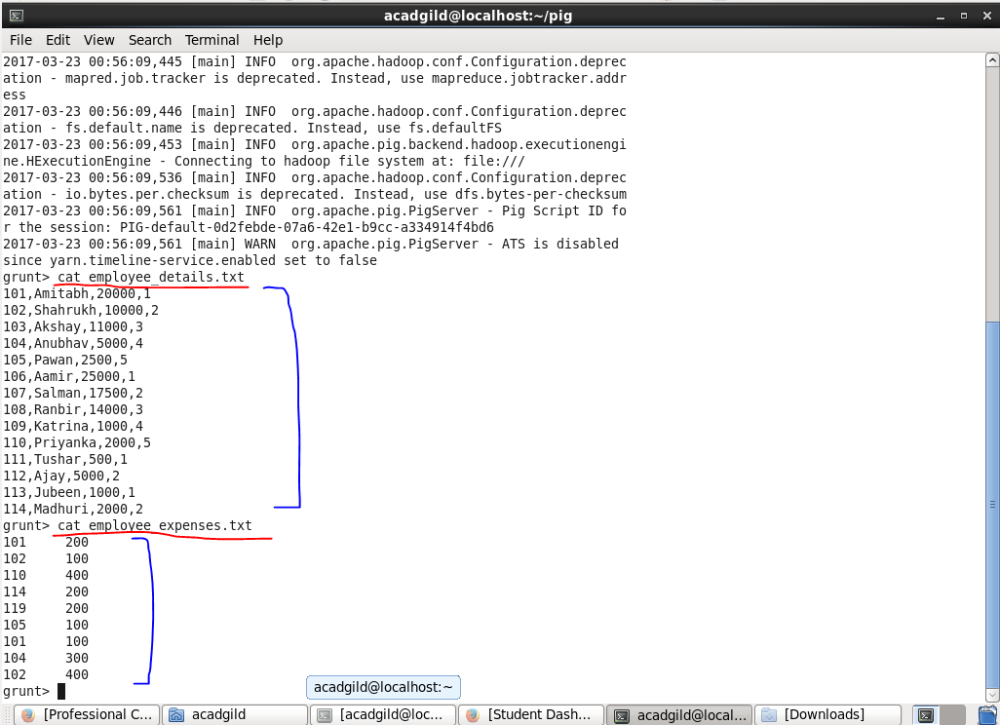 acadgild@localhost:~/pig
File Edit View Search Terminal Help
2017-03-23 00:56:09,445 [main] INFO  org.apache.hadoop.conf.Configuration.deprec
ation - mapred.job.tracker is deprecated. Instead, use mapreduce.jobtracker.addr
ess
2017-03-23 00:56:09,446 [main] INFO  org.apache.hadoop.conf.Configuration.deprec
ation - fs.default.name is deprecated. Instead, use fs.defaultFS
2017-03-23 00:56:09,453 [main] INFO  org.apache.pig.backend.hadoop.executionengi
ne.HExecutionEngine - Connecting to hadoop file system at: file:///
2017-03-23 00:56:09,536 [main] INFO  org.apache.hadoop.conf.Configuration.deprec
ation - io.bytes.per.checksum is deprecated. Instead, use dfs.bytes-per-checksum
2017-03-23 00:56:09,561 [main] INFO  org.apache.pig.PigServer - Pig Script ID fo
r the session: PIG-default-0d2febde-07a6-42e1-b9cc-a334914f4bd6
2017-03-23 00:56:09,561 [main] WARN  org.apache.pig.PigServer - ATS is disabled
since yarn.timeline-service.enabled set to false
grunt> cat employee_details.txt
101,Amitabh,20000,1
102,Shahrukh,10000,2
103,Akshay,11000,3
104,Anubhav,5000,4
105,Pawan,2500,5
106,Aamir,25000,1
107,Salman,17500,2
108,Ranbir,14000,3
109,Katrina,1000,4
110,Priyanka,2000,5
111,Tushar,500,1
112,Ajay,5000,2
113,Jubeen,1000,1
114,Madhuri,2000,2
grunt> cat employee_expenses.txt
101     200
102     100
110     400
114     200
119     200
105     100
101     100
104     300
102     400
grunt>
acadgild@localhost:~
[Professional C... acadgild [acadgild@loc... [Student Dash... acadgild@local... [Downloads]